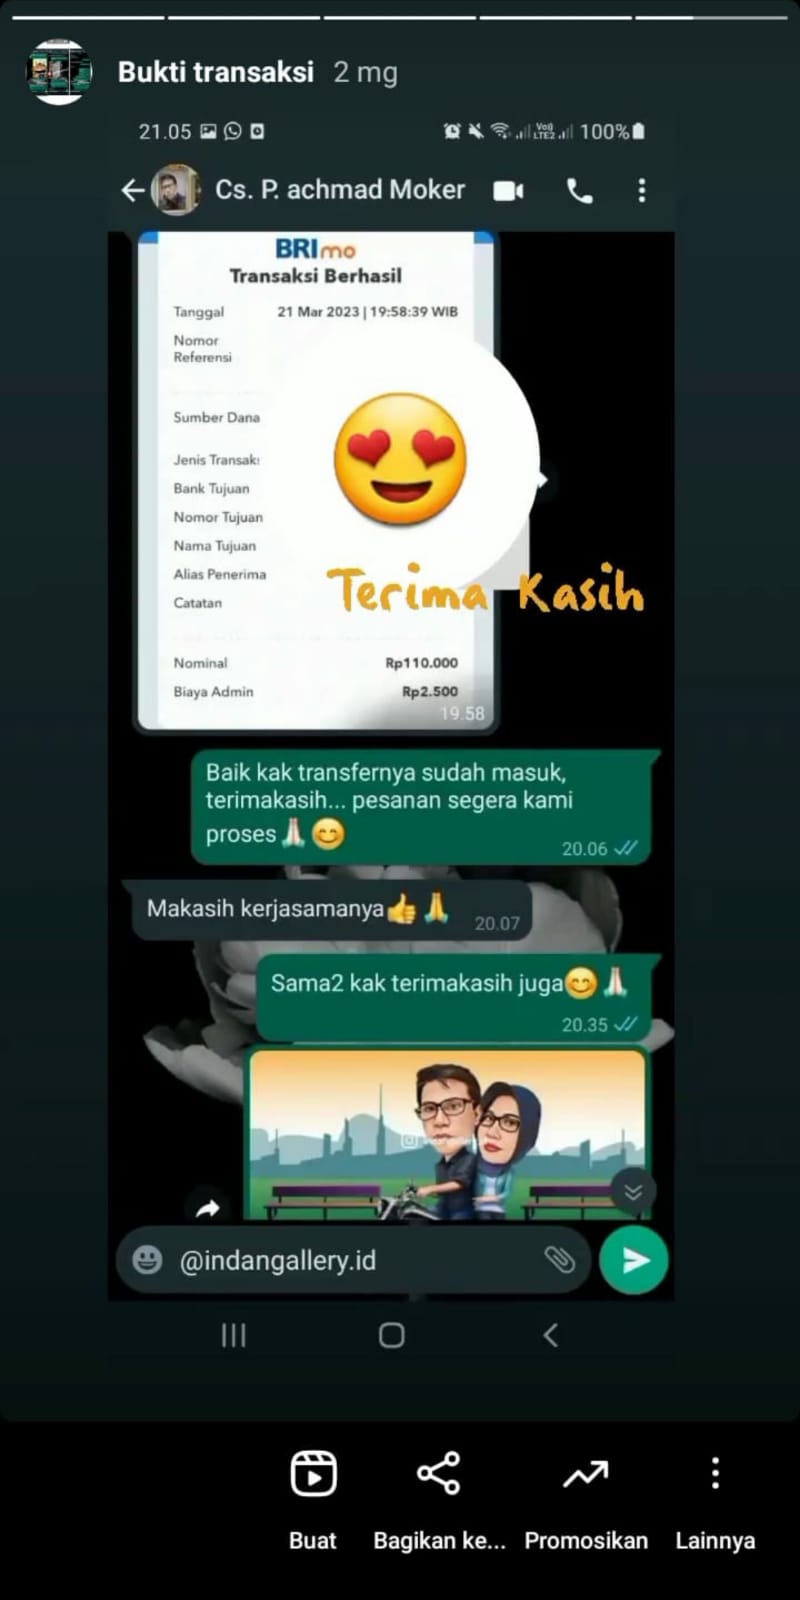 Bukti transaksi 2 mg
21.05 Vo) LTE2 100%
Cs. P. achmad Moker
BRImo
Transaksi Berhasil
Tanggal 21 Mar 2023 | 19:58:39 WIB
Nomor
Referensi
Sumber Dana
Jenis Transaksi
Bank Tujuan
Nomor Tujuan
Nama Tujuan
Alias Penerima
Catatan
Terima Kasih
Nominal Rp110.000
Biaya Admin Rp2.500
19.58
Baik kak transfernya sudah masuk,
terimakasih... pesanan segera kami
proses🙏🏻😊
20.06
Makasih kerjasamanya👍🙏 20.07
Sama2 kak terimakasih juga😊🙏🏻
20.35
@indangallery.id
Buat Bagikan ke... Promosikan Lainnya